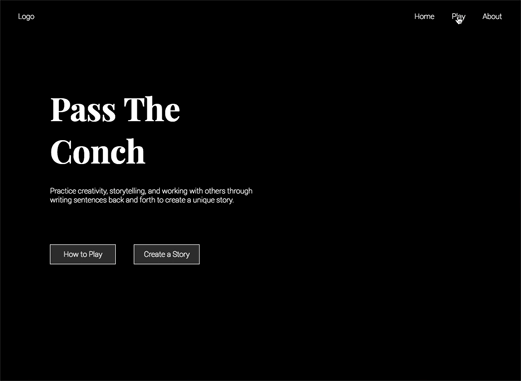 Logo
Home
Play
About
Pass The
Conch
Practice creativity, storytelling, and working with others through
writing sentences back and forth to create a unique story.
How to Play
Create a Story